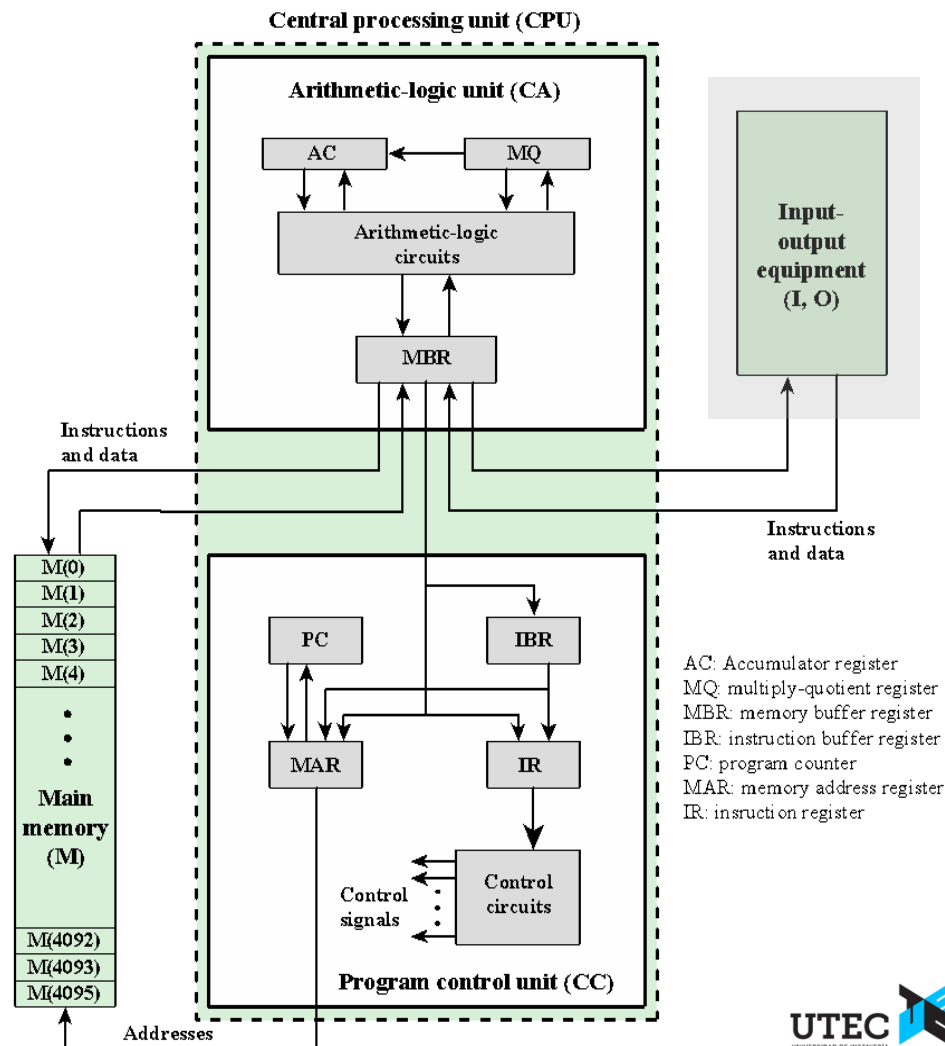 Central processing unit (CPU)
Arithmetic-logic unit (CA)
AC
MQ
Arithmetic-logic
circuits
MBR
Input-
output
equipment
(I, O)
Instructions
and data
Instructions
and data
M(0)
M(1)
M(2)
M(3)
M(4)
Main
memory
(M)
M(4092)
M(4093)
M(4095)
PC
IBR
MAR
IR
Control
signals
Control
circuits
Program control unit (CC)
Addresses
AC: Accumulator register
MQ: multiply-quotient register
MBR: memory buffer register
IBR: instruction buffer register
PC: program counter
MAR: memory address register
IR: insruction register
UTEC